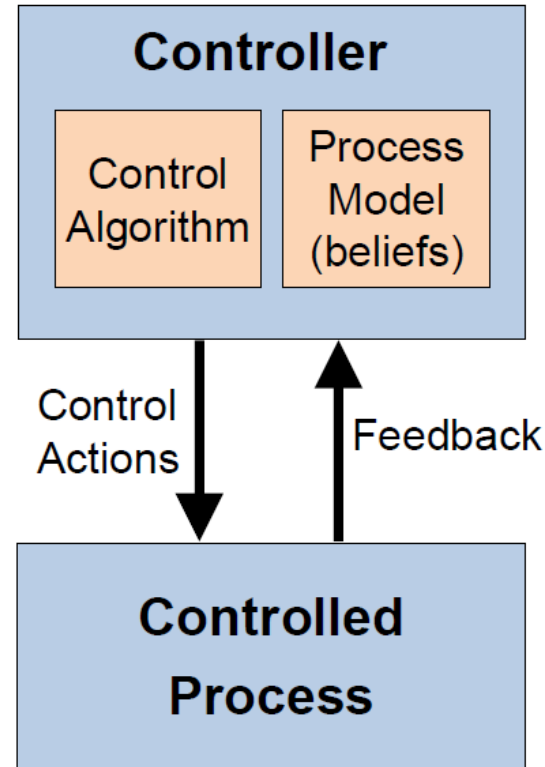 Controller
Control
Algorithm
Process
Model
(beliefs)
Control
Actions
Feedback
Controlled
Process